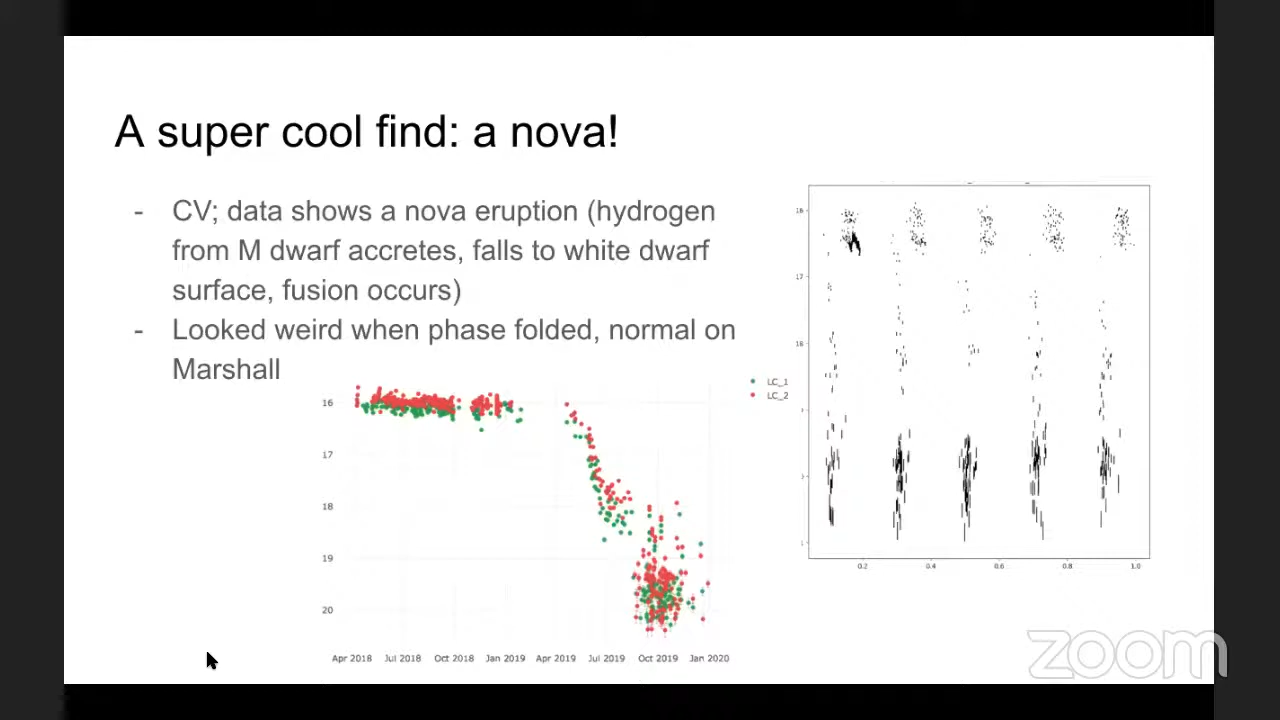 A super cool find: a nova!
- CV; data shows a nova eruption (hydrogen
from M dwarf accretes, falls to white dwarf
surface, fusion occurs)
- Looked weird when phase folded, normal on
Marshall
LC_1
LC_2
16
17
18
19
20
Apr 2018 Jul 2018 Oct 2018 Jan 2019 Apr 2019 Jul 2019 Oct 2019 Jan 2020
17
0.2 0.4 0.6 0.8 1.0
zoom